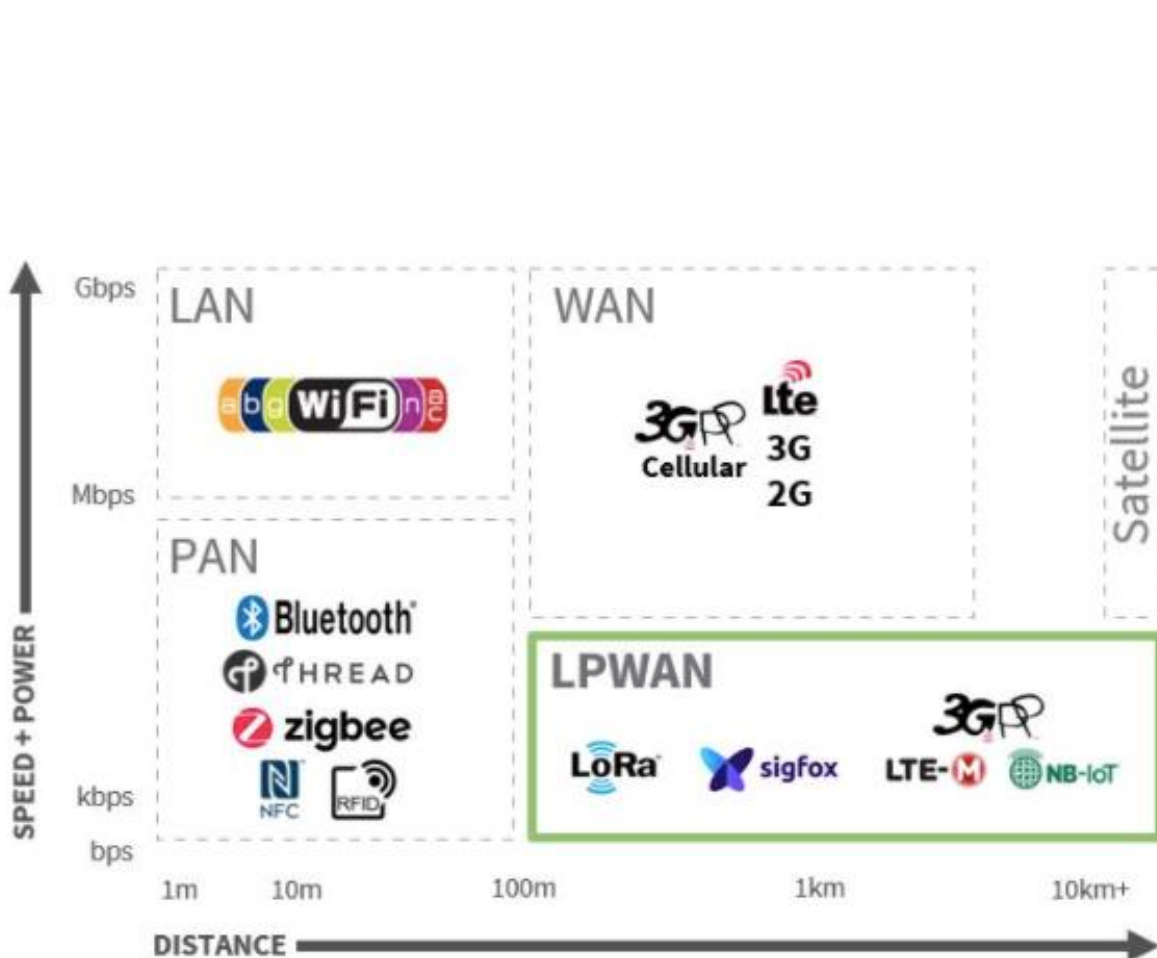 Gbps
LAN
WAN
a b g WiFi n AC
Lte
3GPP
3G
Cellular
2G
Mbps
Satellite
PAN
Bluetooth
THREAD
zigbee
NFC
RFID
LPWAN
3GPP
LoRa
sigfox
LTE-M
NB-IoT
kbps
bps
SPEED + POWER
1m
10m
100m
1km
10km+
DISTANCE